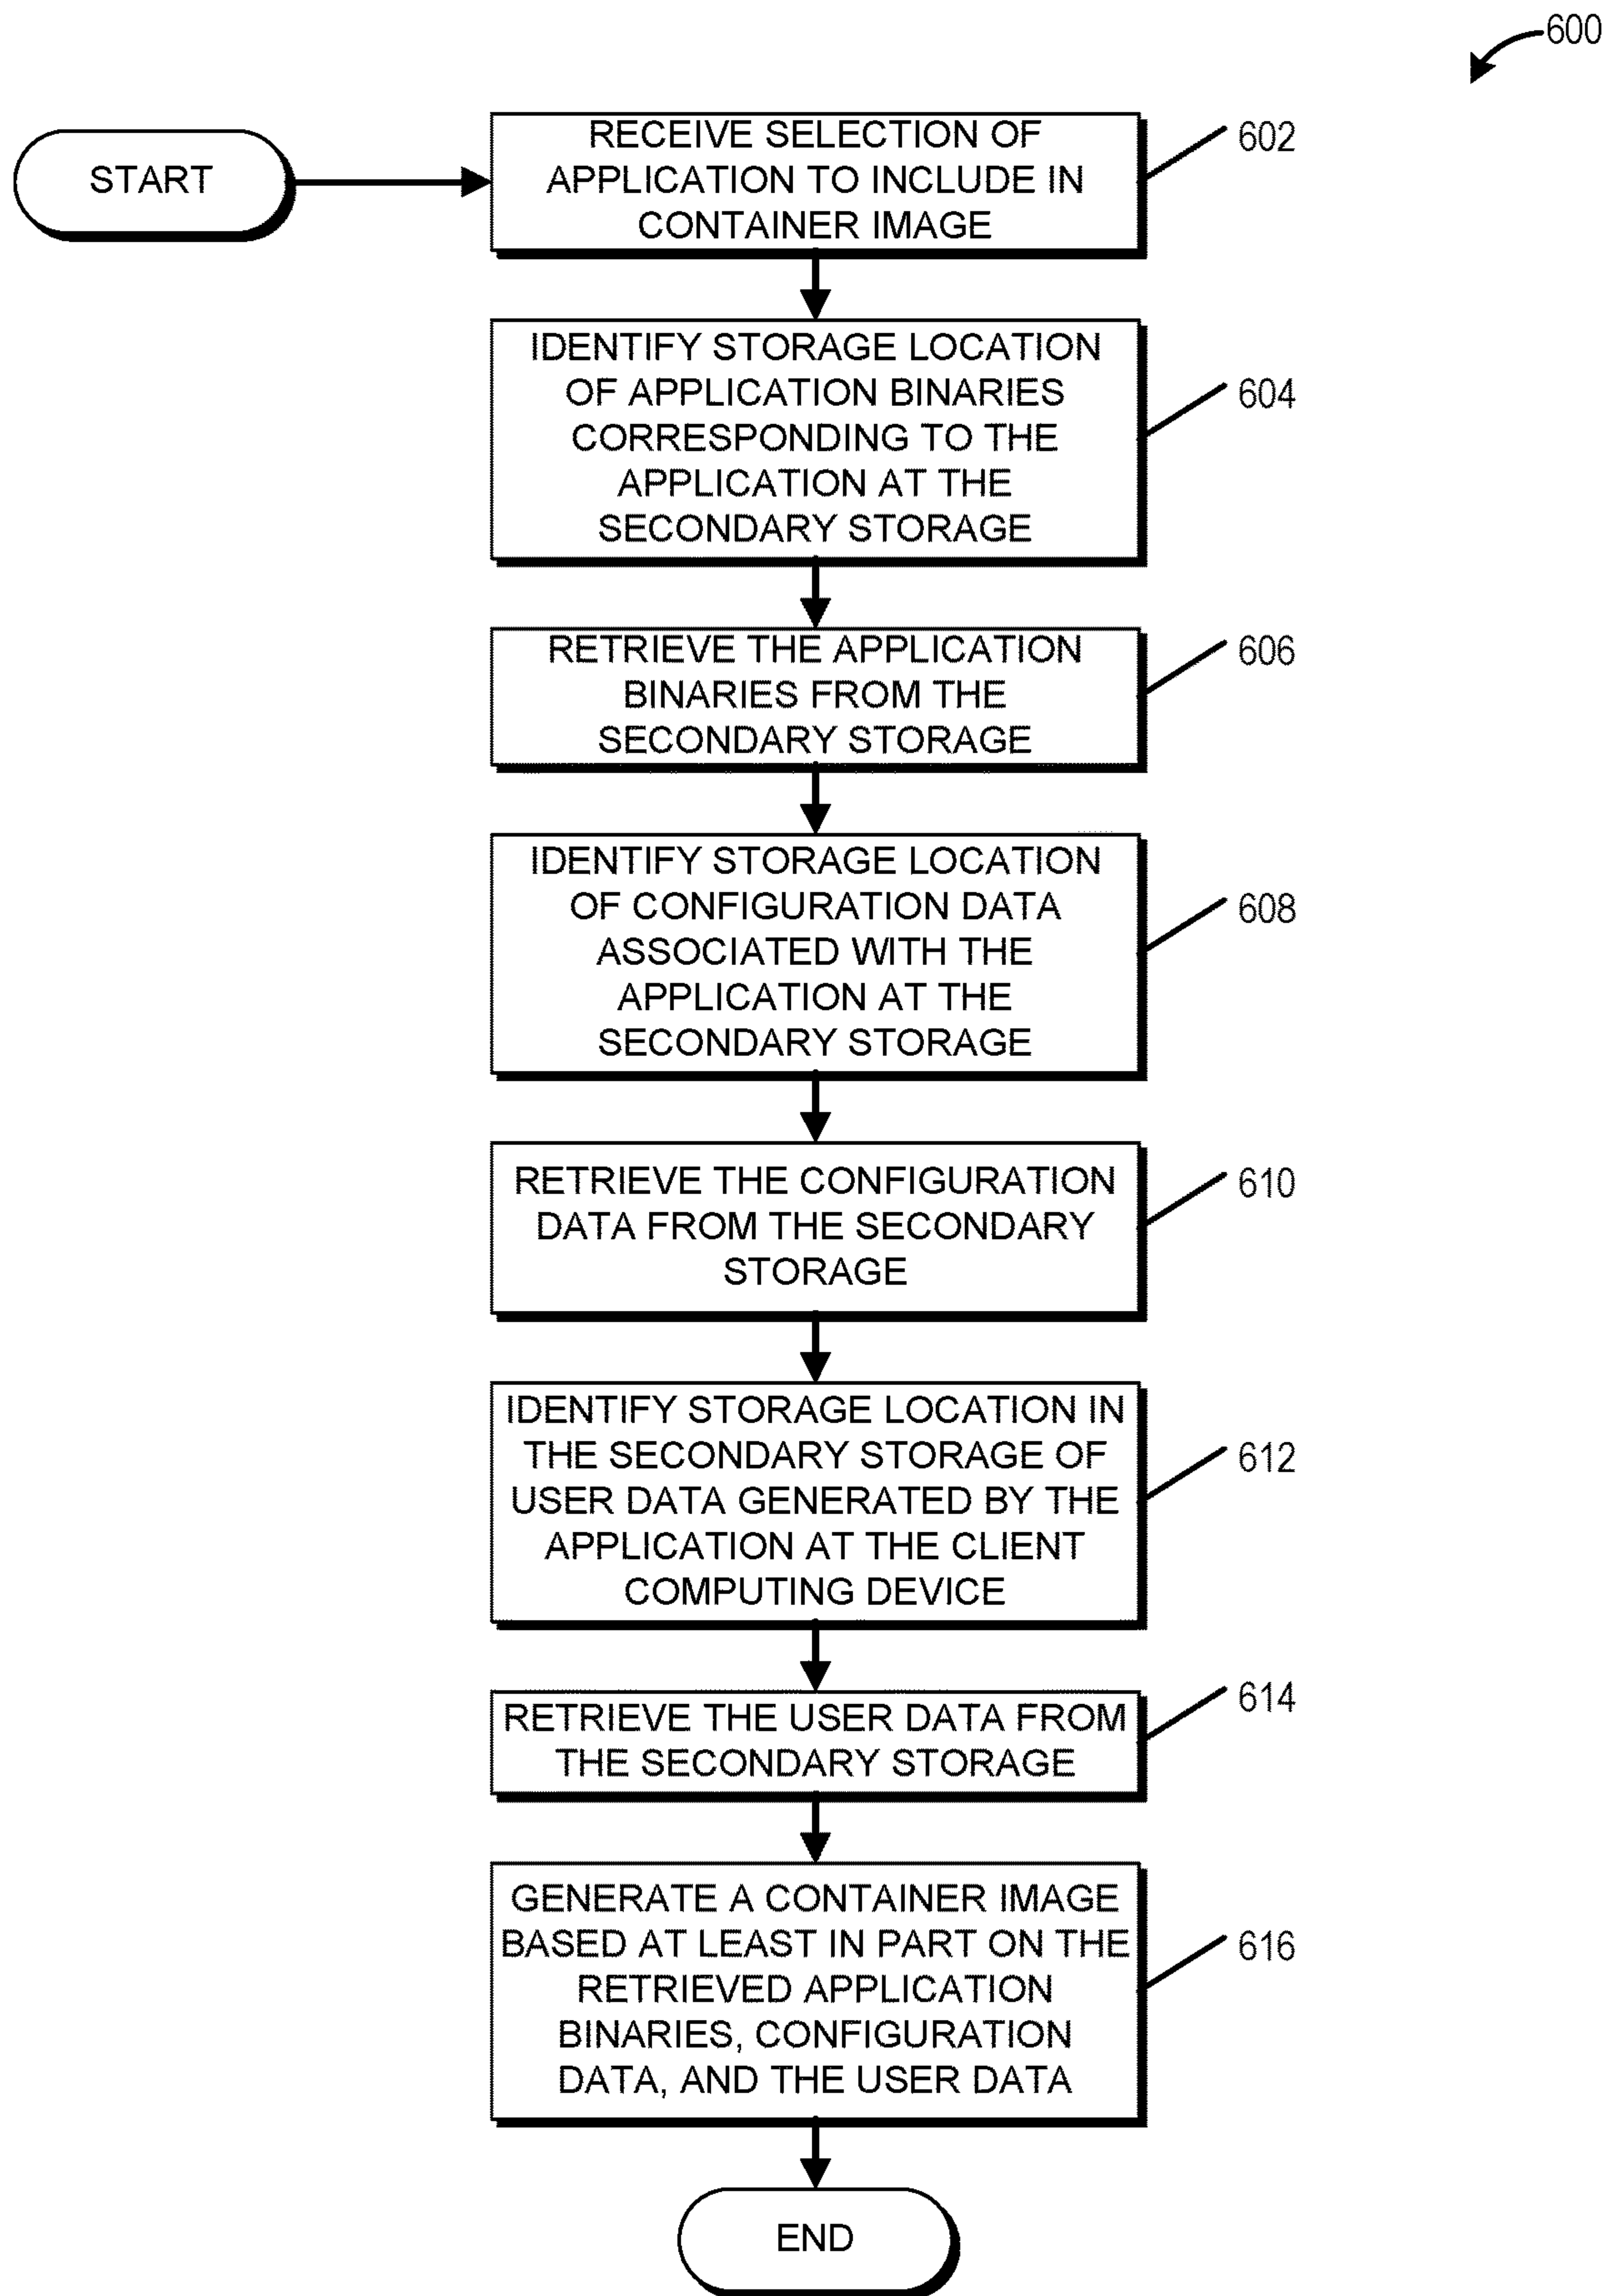 600
START
RECEIVE SELECTION OF
APPLICATION TO INCLUDE IN
CONTAINER IMAGE
602
IDENTIFY STORAGE LOCATION
OF APPLICATION BINARIES
CORRESPONDING TO THE
APPLICATION AT THE
SECONDARY STORAGE
604
RETRIEVE THE APPLICATION
BINARIES FROM THE
SECONDARY STORAGE
606
IDENTIFY STORAGE LOCATION
OF CONFIGURATION DATA
ASSOCIATED WITH THE
APPLICATION AT THE
SECONDARY STORAGE
608
RETRIEVE THE CONFIGURATION
DATA FROM THE SECONDARY
STORAGE
610
IDENTIFY STORAGE LOCATION IN
THE SECONDARY STORAGE OF
USER DATA GENERATED BY THE
APPLICATION AT THE CLIENT
COMPUTING DEVICE
612
RETRIEVE THE USER DATA FROM
THE SECONDARY STORAGE
614
GENERATE A CONTAINER IMAGE
BASED AT LEAST IN PART ON THE
RETRIEVED APPLICATION
BINARIES, CONFIGURATION
DATA, AND THE USER DATA
616
END